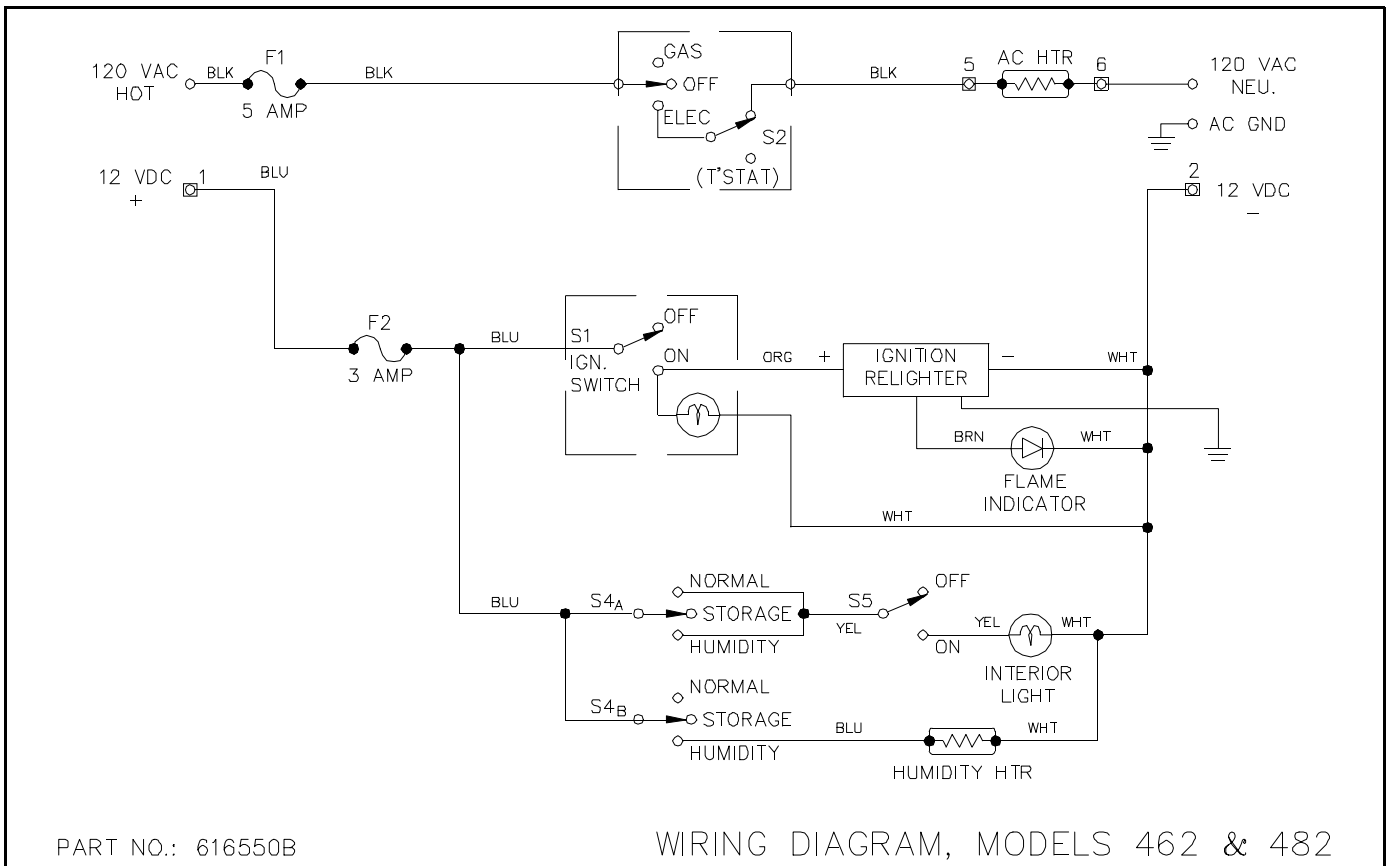 120 VAC
HOT
BLK
F1
5 AMP
BLK
GAS
OFF
ELEC
S2
(T'STAT)
BLK
5
AC HTR
6
120 VAC
NEU.
AC GND
12 VDC
+
1
BLU
2
12 VDC
–
F2
3 AMP
BLU
S1
IGN.
SWITCH
OFF
ON
ORG
+
IGNITION
RELIGHTER
–
WHT
BRN
WHT
FLAME
INDICATOR
WHT
BLU
S4A
NORMAL
STORAGE
HUMIDITY
S5
YEL
OFF
ON
YEL
WHT
INTERIOR
LIGHT
S4B
NORMAL
STORAGE
HUMIDITY
BLU
WHT
HUMIDITY HTR
PART NO.: 616550B
WIRING DIAGRAM, MODELS 462 & 482